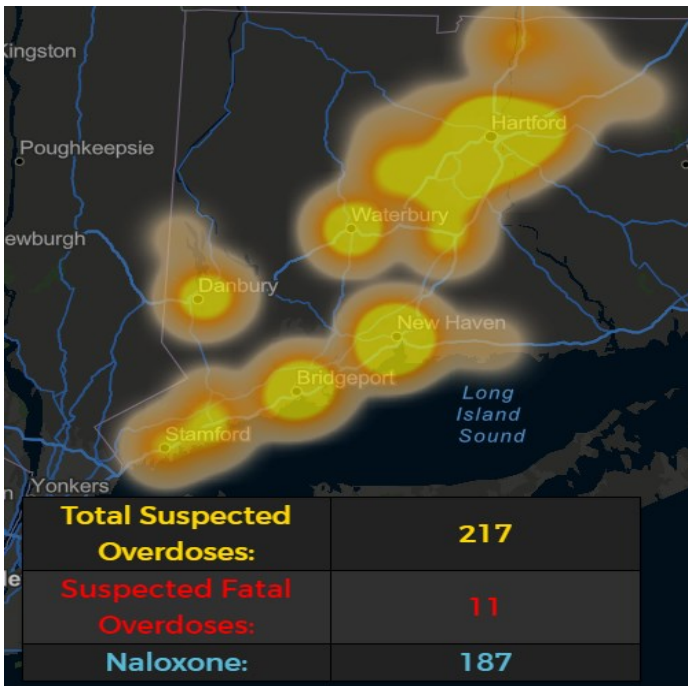 Kingston
Poughkeepsie
ewburgh
Hartford
Waterbury
Danbury
New Haven
Bridgeport
Stamford
Long
Island
Sound
Yonkers
Total Suspected
Overdoses:
217
Suspected Fatal
Overdoses:
11
Naloxone:
187